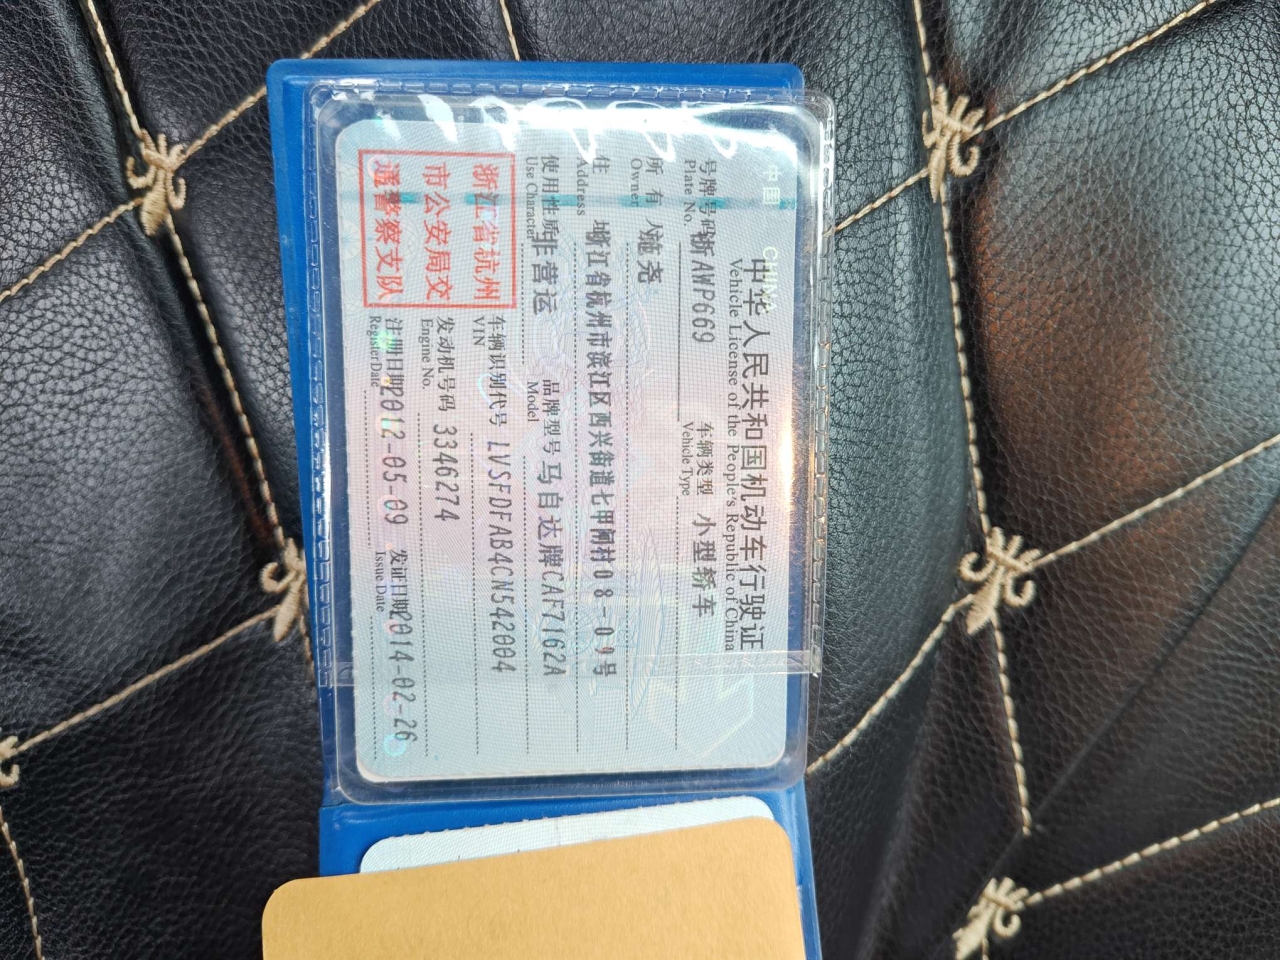 中国 CHINA
中华人民共和国机动车行驶证
Vehicle License of the People's Republic of China
号牌号码 浙AWP669 车辆类型 小型轿车
Plate No. Vehicle Type
所有人 施尧
Owner
住址 浙江省杭州市滨江区西兴街道七甲闸村08-09号
Address
使用性质 非营运 品牌型号 马自达牌CAF7162A
Use Character Model
浙江省杭州
市公安局交
通警察支队
车辆识别代号 LVSFDFAB4CN542004
VIN
发动机号码 3346274
Engine No.
注册日期 2012-05-09 发证日期 2014-02-26
Register Date Issue Date